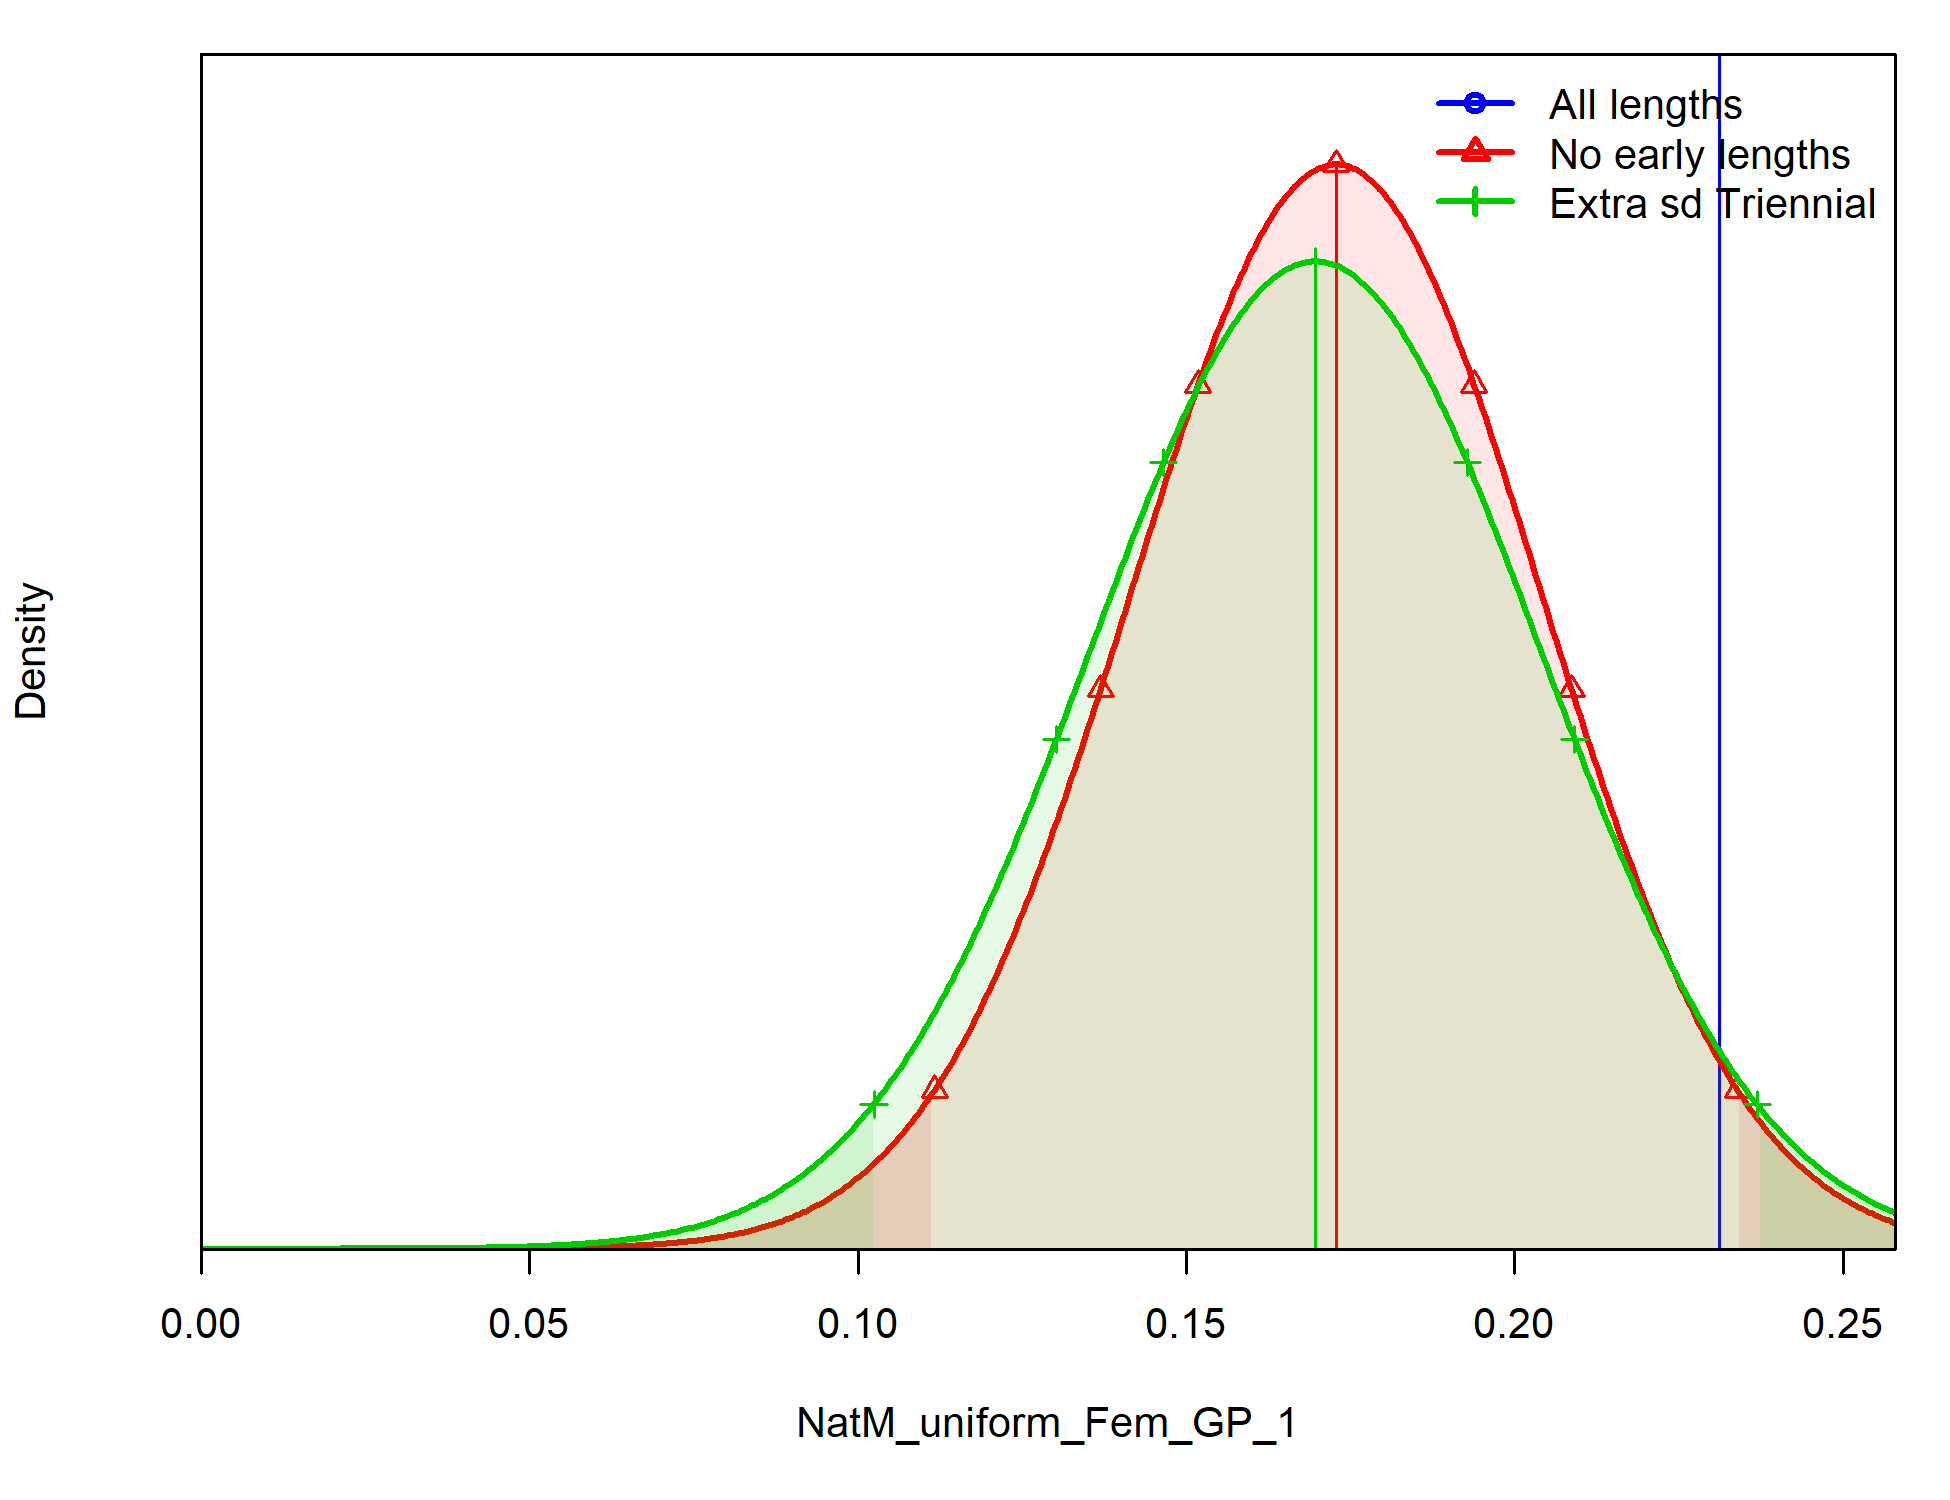 All lengths
No early lengths
Extra sd Triennial
Density
0.00 0.05 0.10 0.15 0.20 0.25
NatM_uniform_Fem_GP_1